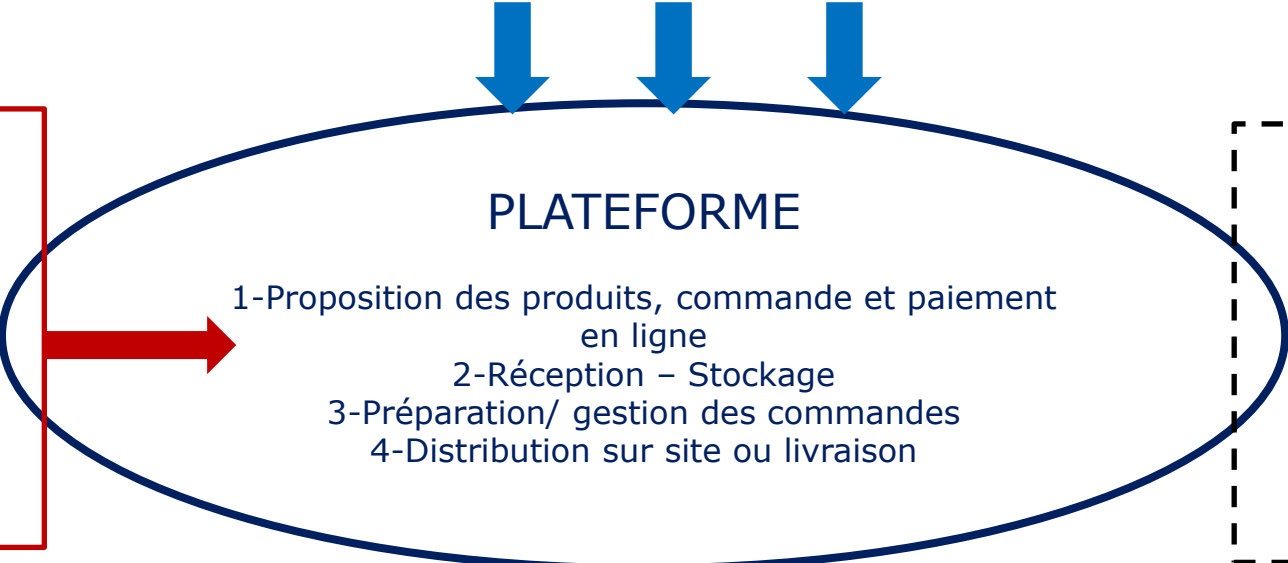 PLATEFORME
1-Proposition des produits, commande et paiement
en ligne
2-Réception – Stockage
3-Préparation/ gestion des commandes
4-Distribution sur site ou livraison